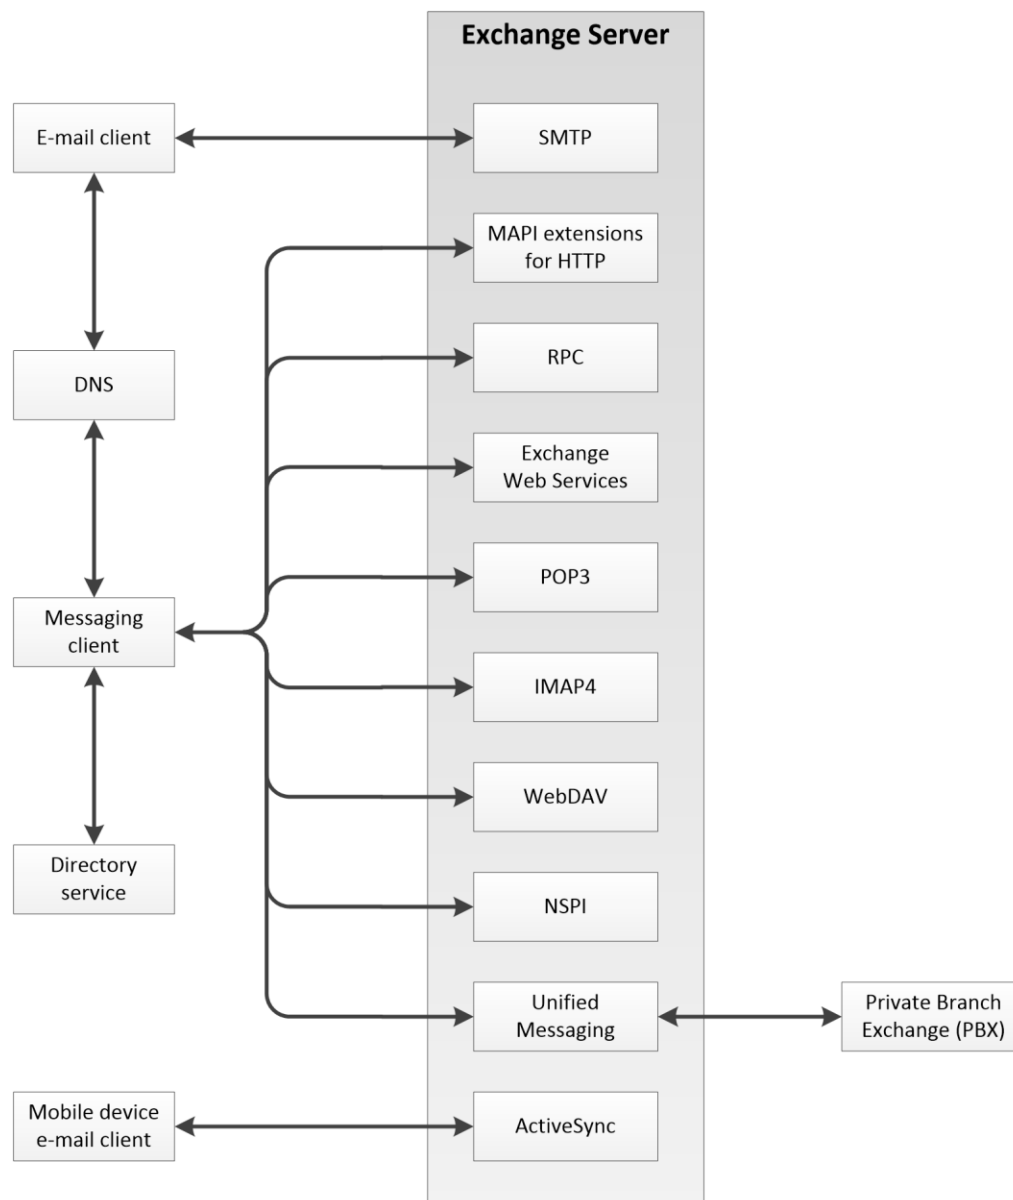 Exchange Server
E-mail client
SMTP
MAPI extensions
for HTTP
RPC
DNS
Exchange
Web Services
POP3
Messaging
client
IMAP4
WebDAV
Directory
service
NSPI
Unified
Messaging
Private Branch
Exchange (PBX)
Mobile device
e-mail client
ActiveSync